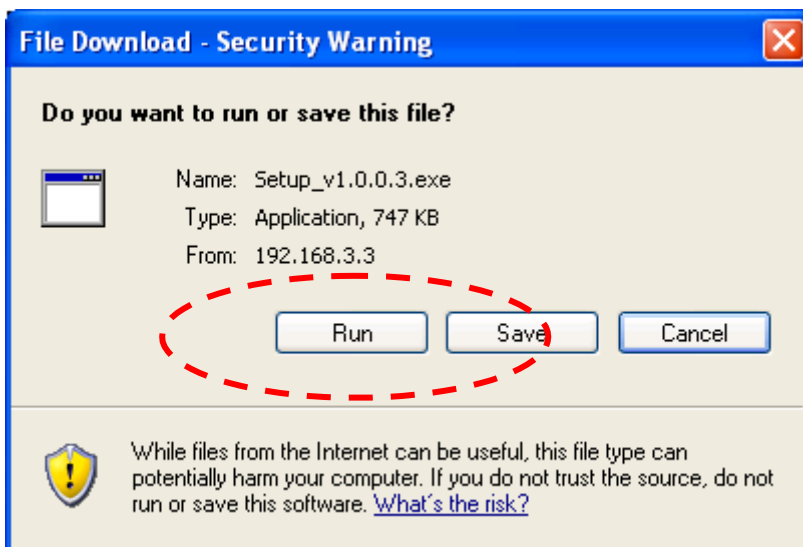 File Download - Security Warning
Do you want to run or save this file?
Name: Setup_v1.0.0.3.exe
Type: Application, 747 KB
From: 192.168.3.3
Run Save Cancel
While files from the Internet can be useful, this file type can
potentially harm your computer. If you do not trust the source, do not
run or save this software. What's the risk?